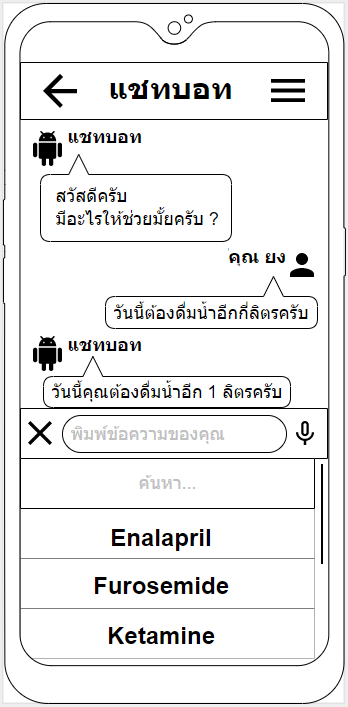 แชทบอท
แชทบอท
สวัสดีครับ
มีอะไรให้ช่วยมั้ยครับ ?
คุณ ยง
วันนี้ต้องดื่มน้ำอีกกี่ลิตรครับ
แชทบอท
วันนี้คุณต้องดื่มน้ำอีก 1 ลิตรครับ
พิมพ์ข้อความของคุณ
ค้นหา...
Enalapril
Furosemide
Ketamine